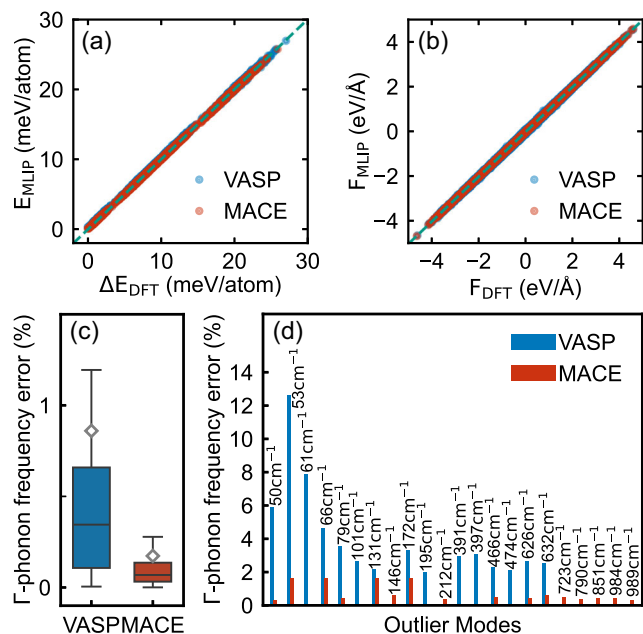 (a)
E_MLIP (meV/atom)
30
20
10
0
0 10 20 30
ΔE_DFT (meV/atom)
VASP
MACE
(b)
F_MLIP (eV/Å)
4
2
0
−2
−4
−4 −2 0 2 4
F_DFT (eV/Å)
VASP
MACE
(c)
Γ-phonon frequency error (%)
1
0
VASP MACE
(d)
Γ-phonon frequency error (%)
14
12
10
8
6
4
2
0
VASP
MACE
50cm⁻¹
53cm⁻¹
61cm⁻¹
66cm⁻¹
79cm⁻¹
101cm⁻¹
131cm⁻¹
146cm⁻¹
172cm⁻¹
195cm⁻¹
212cm⁻¹
391cm⁻¹
397cm⁻¹
466cm⁻¹
474cm⁻¹
626cm⁻¹
632cm⁻¹
723cm⁻¹
790cm⁻¹
851cm⁻¹
984cm⁻¹
989cm⁻¹
Outlier Modes